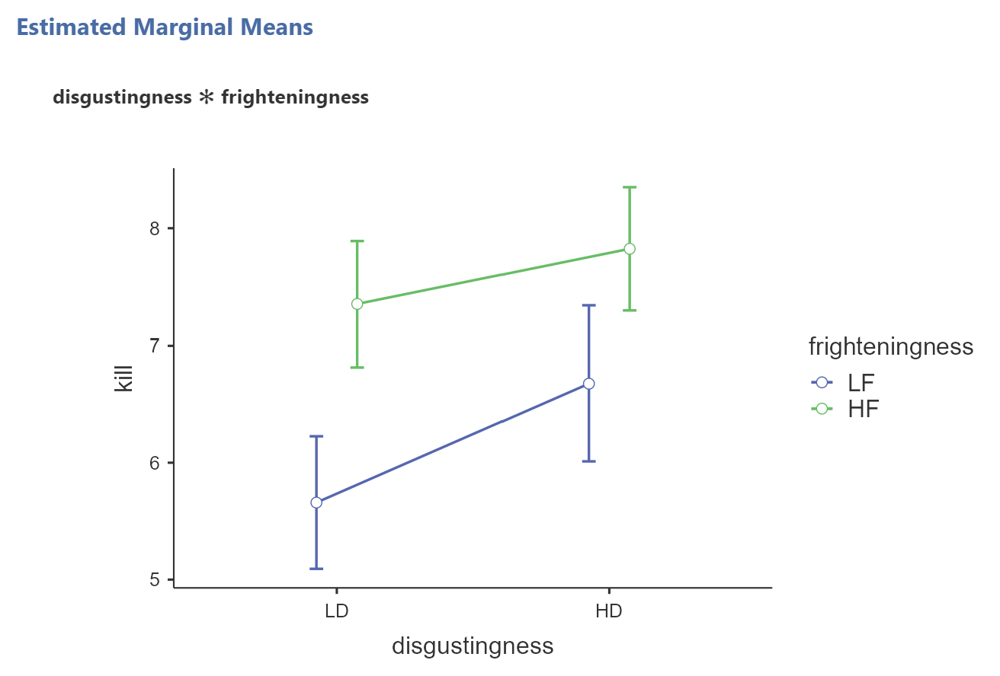 Estimated Marginal Means
disgustingness ✻ frighteningness
8
7
6
5
kill
LD
HD
disgustingness
frighteningness
LF
HF